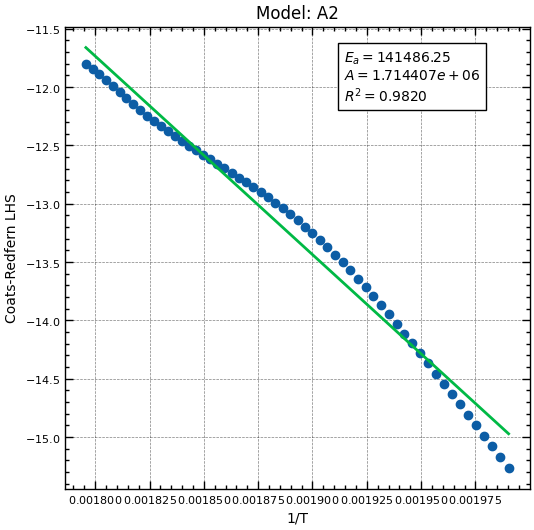 Model: A2
E_a = 141486.25
A = 1.714407e + 06
R^2 = 0.9820
Coats-Redfern LHS
−11.5
−12.0
−12.5
−13.0
−13.5
−14.0
−14.5
−15.0
0.001800 0.001825 0.001850 0.001875 0.001900 0.001925 0.001950 0.001975
1/T